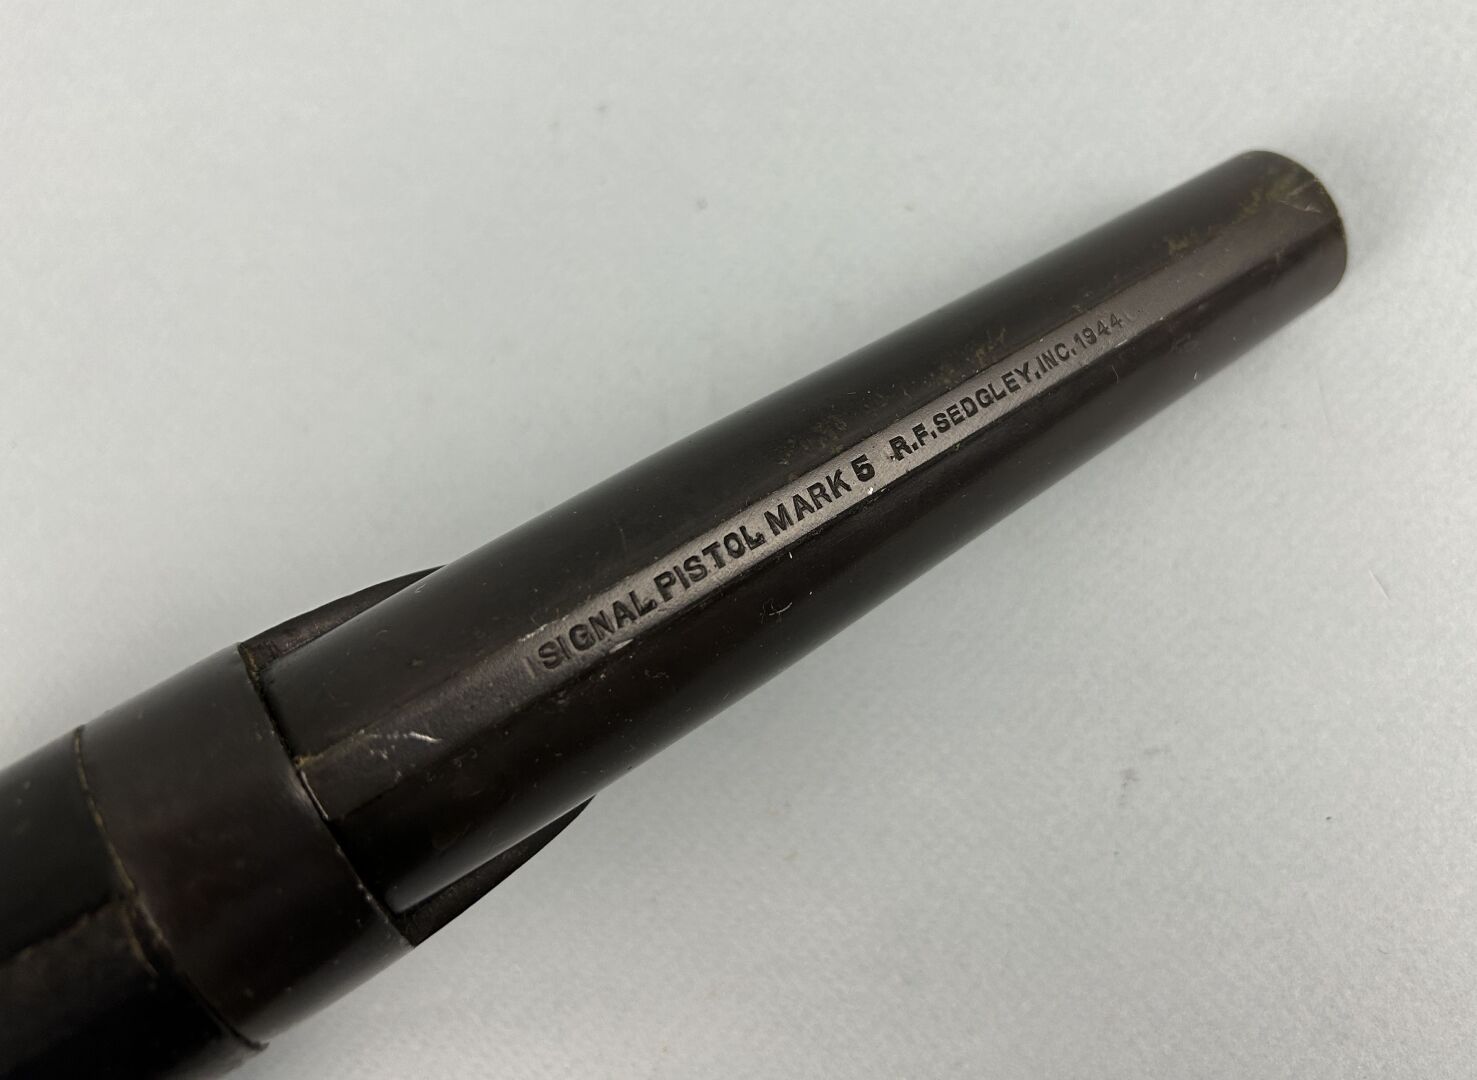 SIGNAL PISTOL MARK 5 R.F. SEDGLEY, INC. 1944